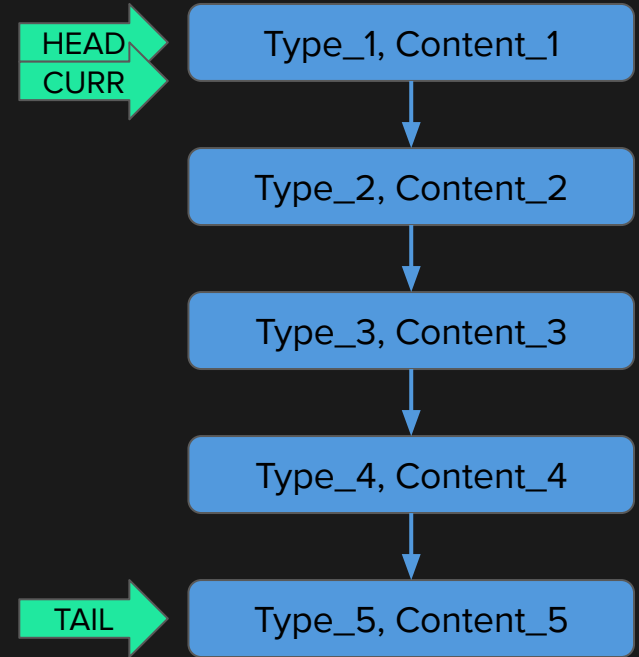 HEAD
Type_1, Content_1
CURR
Type_2, Content_2
Type_3, Content_3
Type_4, Content_4
TAIL
Type_5, Content_5